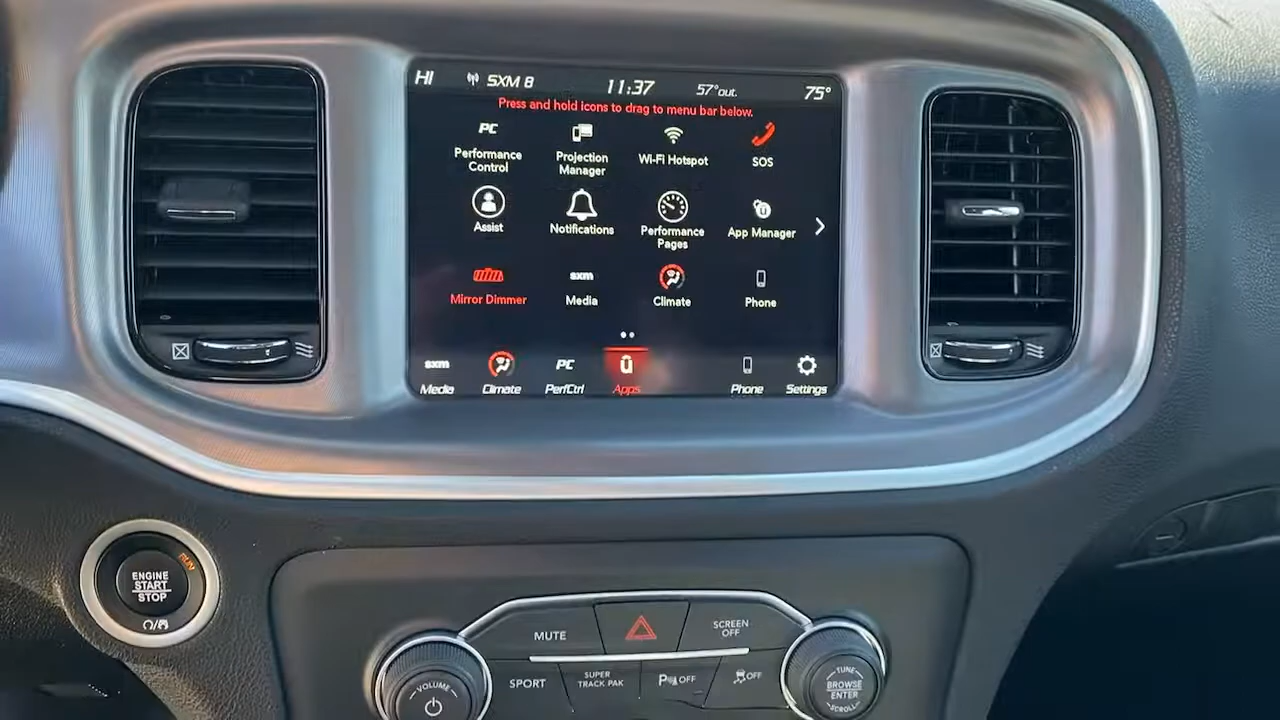 HI SXM 8 11:37 57°out. 75°
Press and hold icons to drag to menu bar below.
PC
Performance
Control
Projection
Manager
Wi-Fi Hotspot
SOS
Assist
Notifications
Performance
Pages
App Manager
Mirror Dimmer
sxm
Media
Climate
Phone
sxm
Media
Climate
PC
PerfCtrl
Apps
Phone
Settings
RUN
ENGINE
START
STOP
MUTE
SCREEN
OFF
SPORT
SUPER
TRACK PAK
P OFF
OFF
VOLUME
TUNE
BROWSE
ENTER
SCROLL